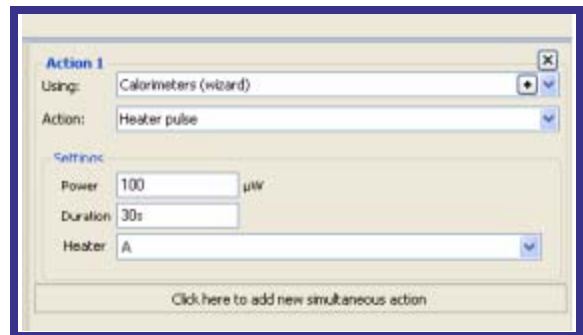 Action 1
Using: Calorimeters (wizard)
Action: Heater pulse
Settings
Power 100 µW
Duration 30s
Heater A
Click here to add new simultaneous action